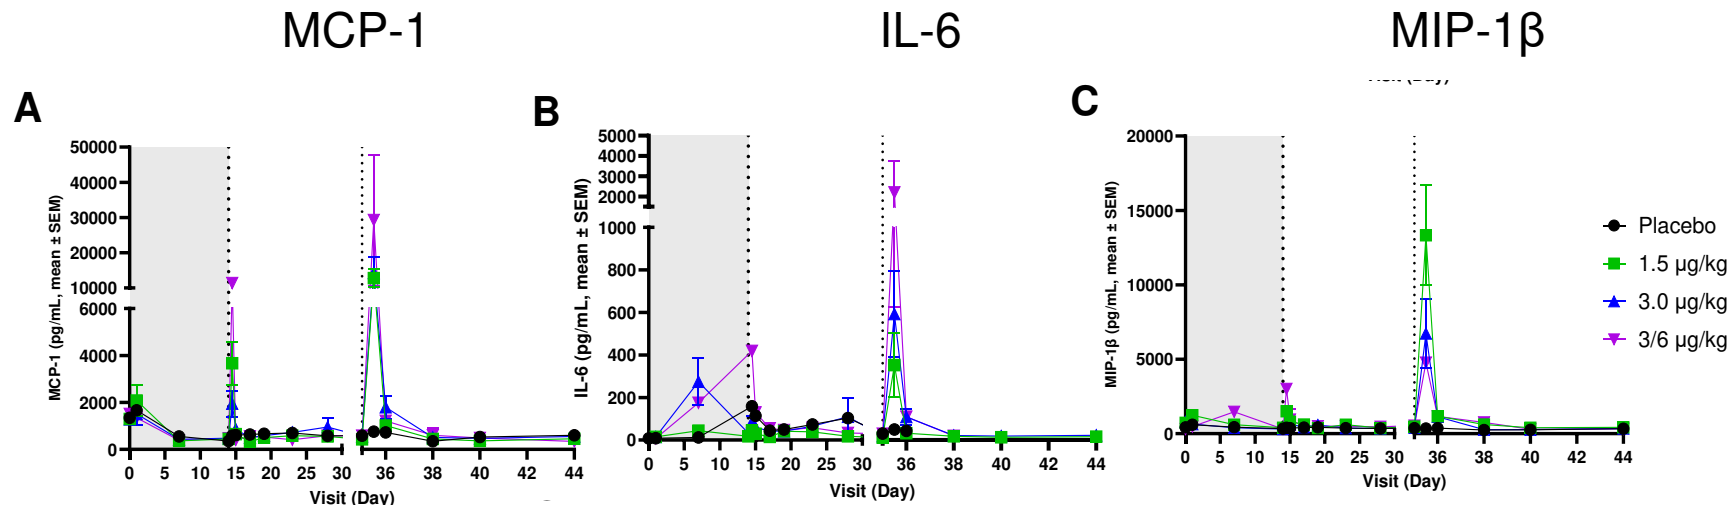 MCP-1
IL-6
MIP-1β
A
B
C
MCP-1 (pg/mL, mean ± SEM)
50000
40000
30000
20000
10000
6000
4000
2000
0
0 5 10 15 20 25 30 36 38 40 42 44
Visit (Day)
IL-6 (pg/mL, mean ± SEM)
5000
4000
3000
2000
1000
800
600
400
200
0
0 5 10 15 20 25 30 36 38 40 42 44
Visit (Day)
MIP-1β (pg/mL, mean ± SEM)
20000
15000
10000
5000
0
0 5 10 15 20 25 30 36 38 40 42 44
Visit (Day)
Placebo
1.5 µg/kg
3.0 µg/kg
3/6 µg/kg